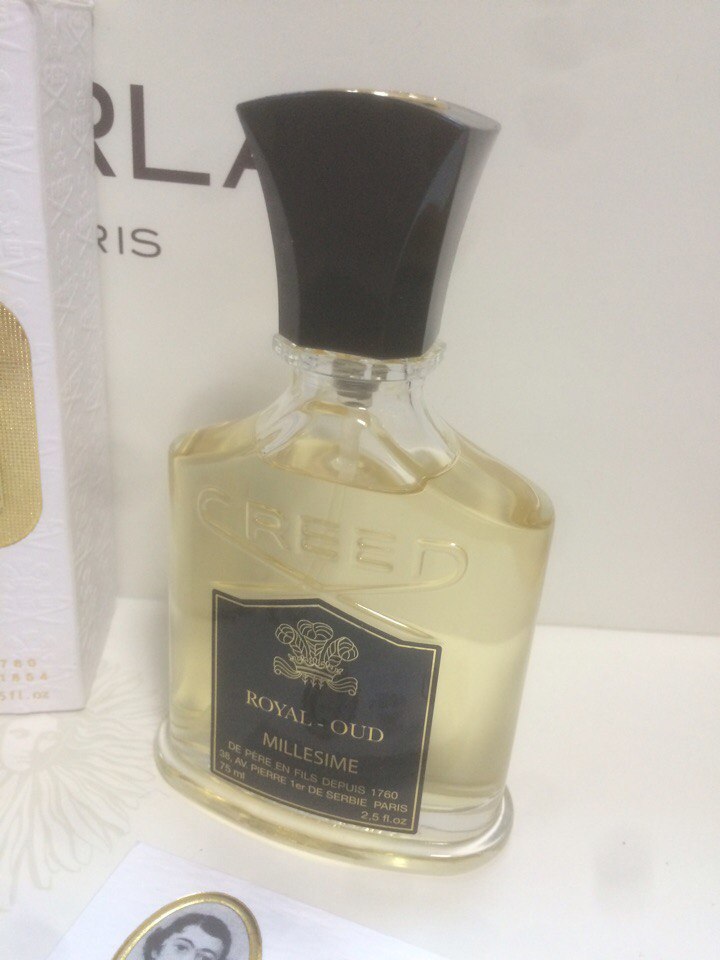 RLA
RIS
CREED
ROYAL-OUD
MILLESIME
DE PÈRE EN FILS DEPUIS 1760
38, AV PIERRE 1er DE SERBIE PARIS
75 ml
2,5 fl.oz